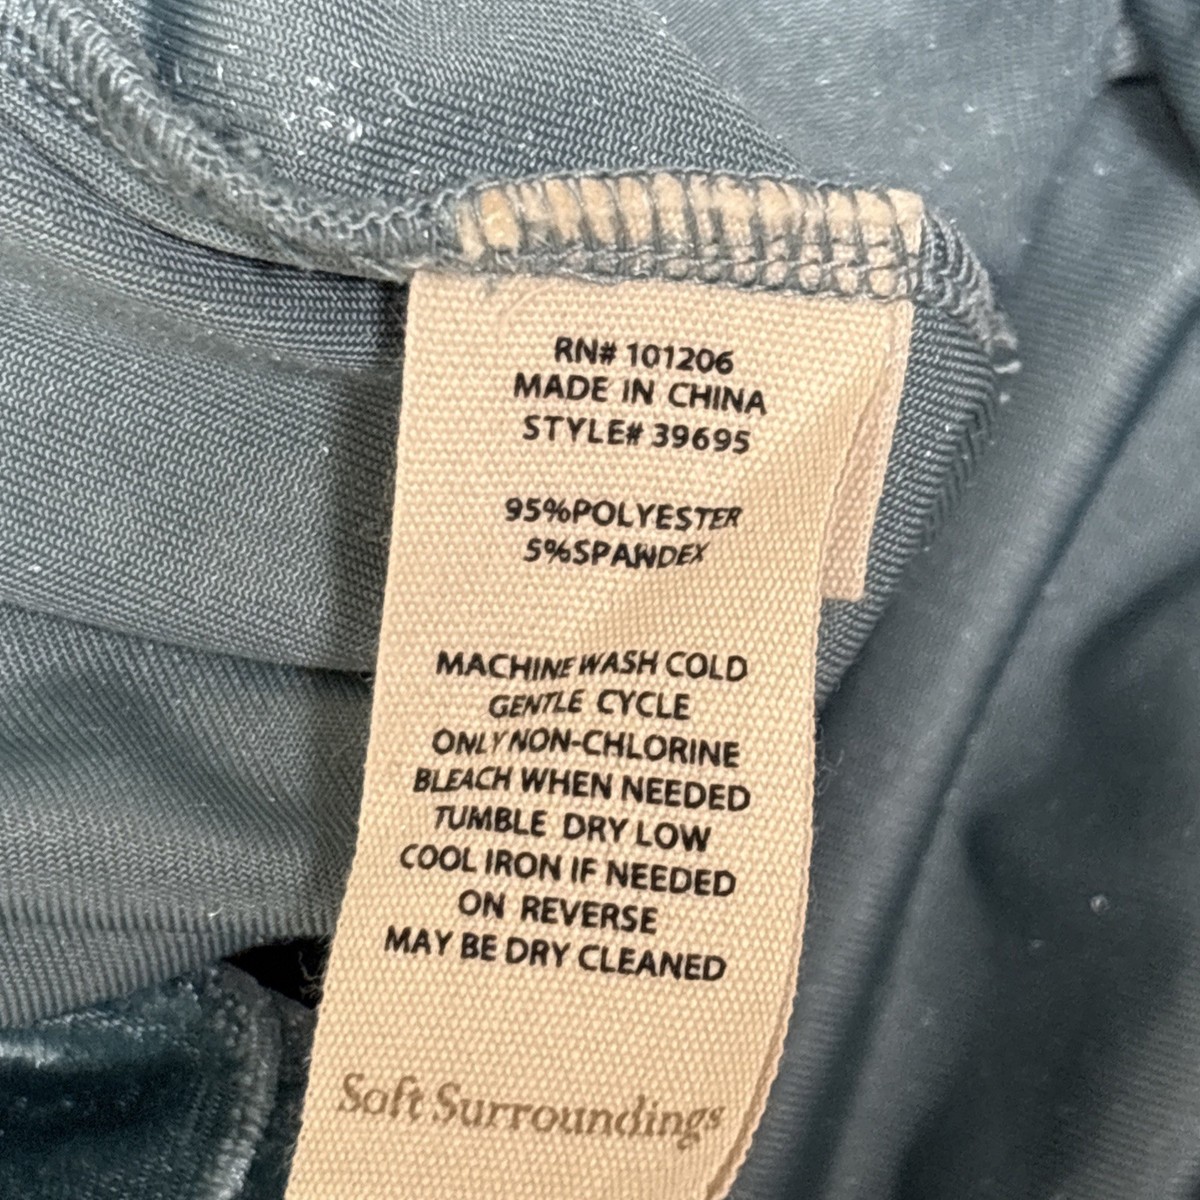 RN# 101206
MADE IN CHINA
STYLE# 39695
95%POLYESTER
5%SPANDEX
MACHINE WASH COLD
GENTLE CYCLE
ONLY NON-CHLORINE
BLEACH WHEN NEEDED
TUMBLE DRY LOW
COOL IRON IF NEEDED
ON REVERSE
MAY BE DRY CLEANED
Soft Surroundings